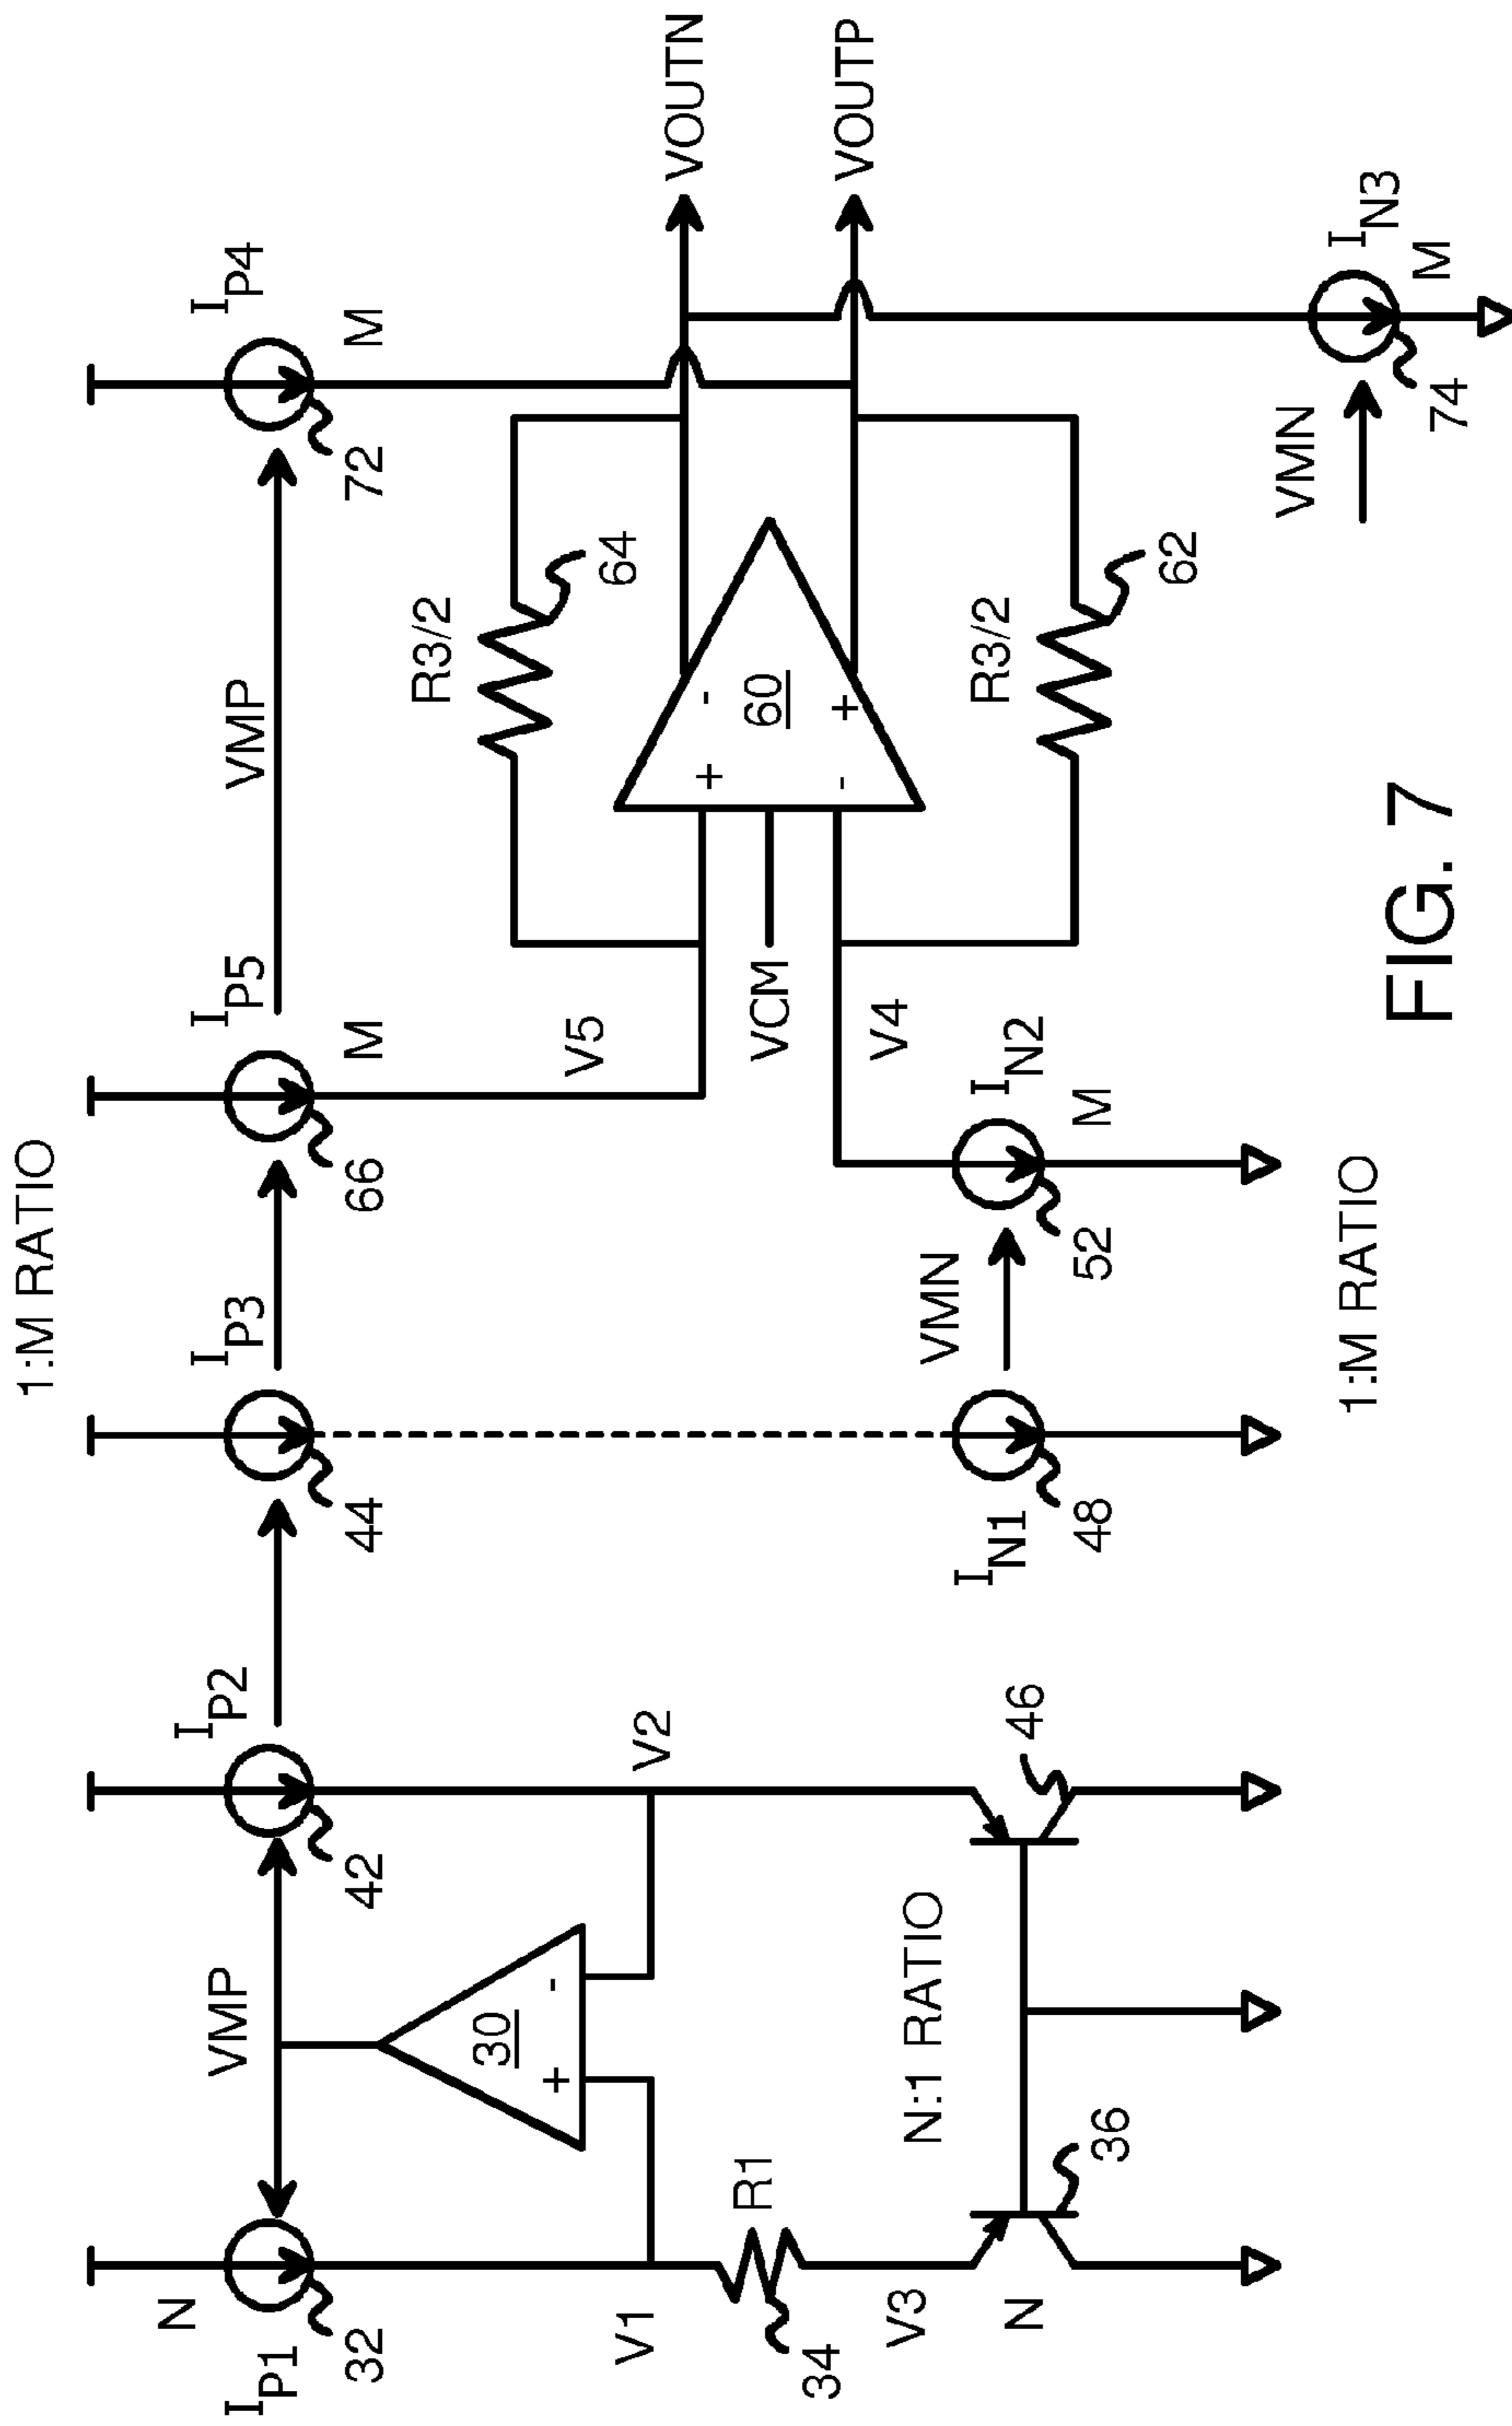 1:M RATIO
N
I P1
32
VMP
I P2
42
I P3
44
I P5
66
M
VMP
I P4
72
M
30
+
-
V1
V2
R1
34
V3
N:1 RATIO
N
36
46
I N1
48
VMN
I N2
52
M
1:M RATIO
V5
VCM
V4
R3/2
64
+
-
60
-
+
R3/2
62
VOUTN
VOUTP
VMN
I N3
74
M
FIG. 7